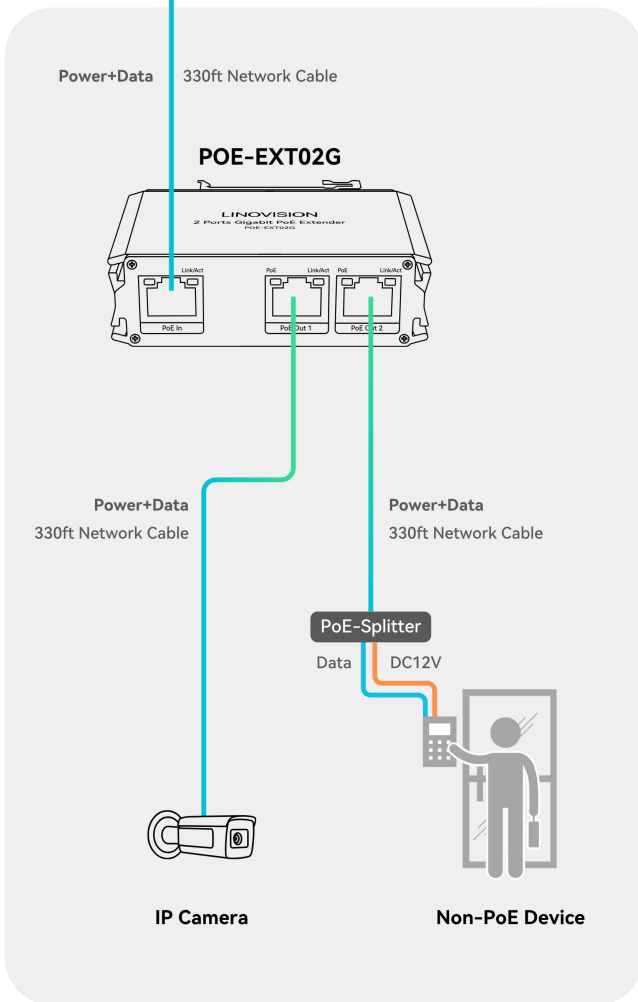 Power+Data 330ft Network Cable
POE-EXT02G
LINOVISION
2 Ports Gigabit PoE Extender
POE-EXT02G
Link/Act PoE Link/Act PoE Link/Act
PoE In PoE Out 1 PoE Out 2
Power+Data
330ft Network Cable
Power+Data
330ft Network Cable
PoE-Splitter
Data DC12V
IP Camera
Non-PoE Device